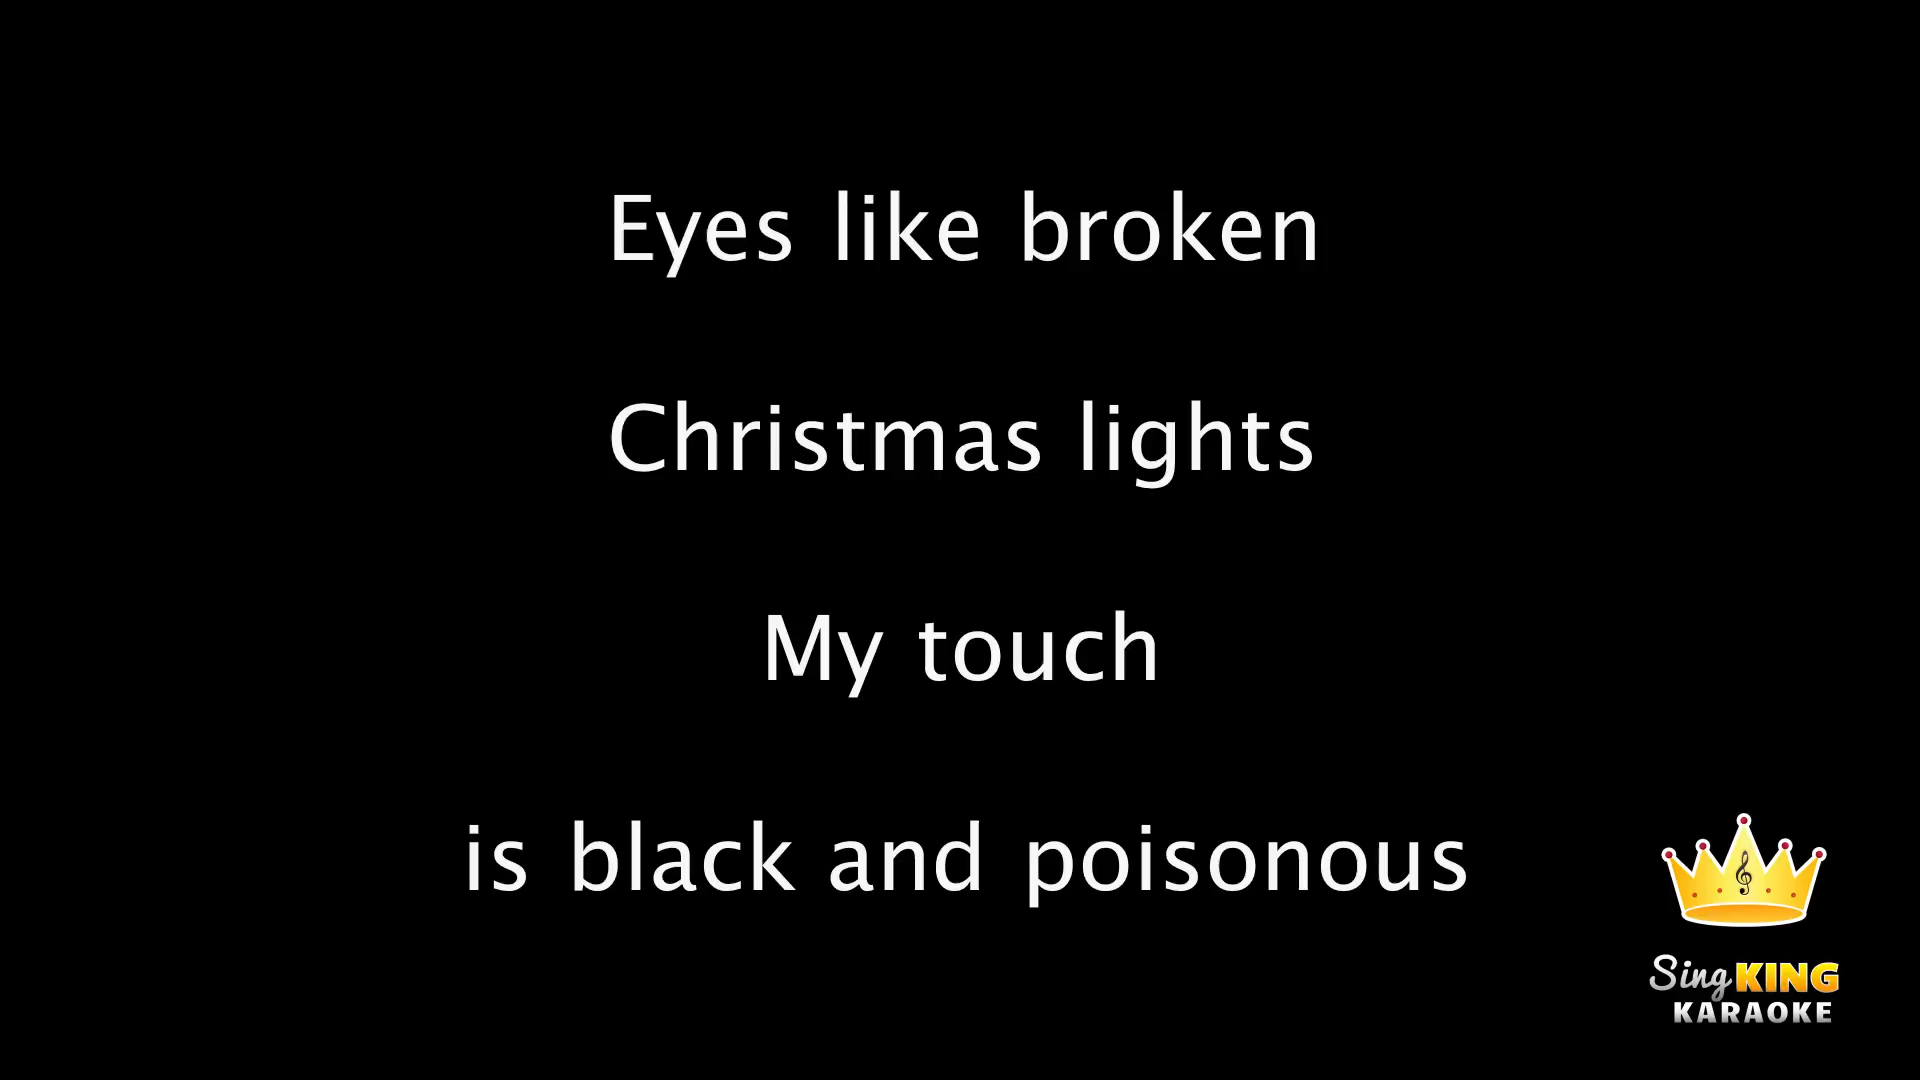 Eyes like broken
Christmas lights
My touch
is black and poisonous
Sing KING
KARAOKE